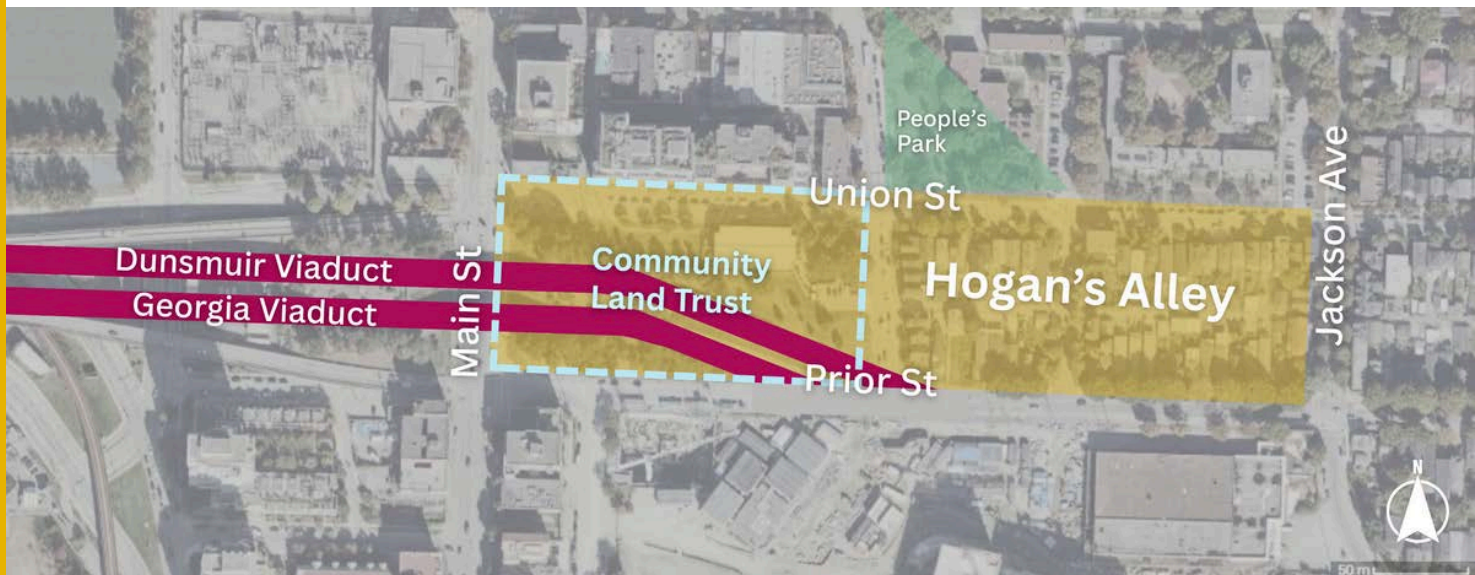 People's
Park
Union St
Jackson Ave
Dunsmuir Viaduct
Georgia Viaduct
Main St
Community
Land Trust
Hogan's Alley
Prior St
N
50 m